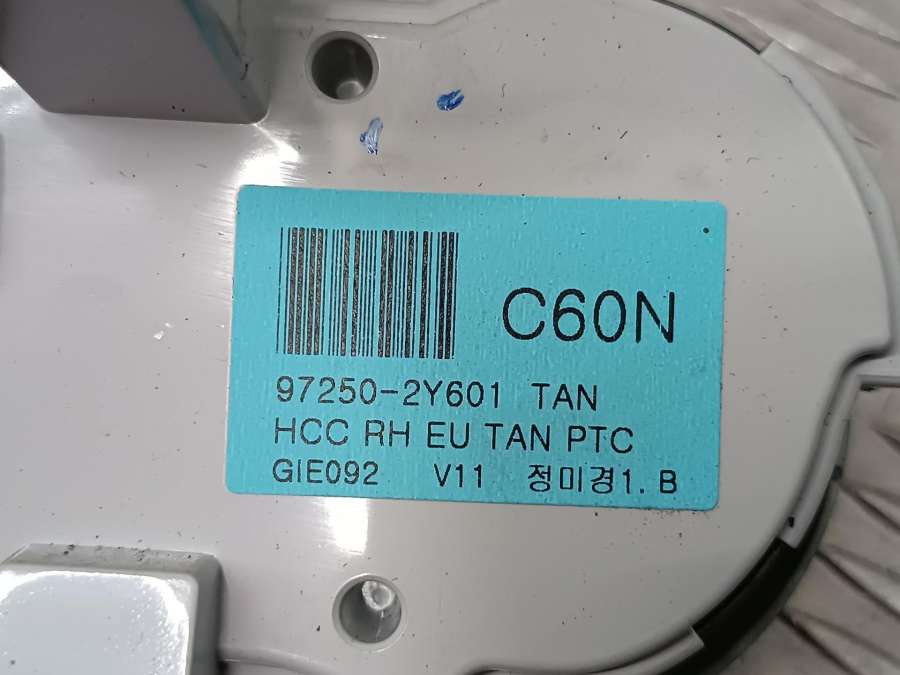 C60N
97250-2Y601 TAN
HCC RH EU TAN PTC
GIE092 V11 정미경1. B